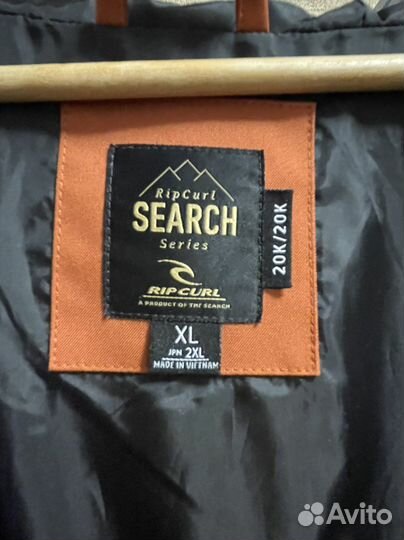 RipCurl
SEARCH
Series
RIP CURL
A PRODUCT OF THE SEARCH
20K/20K
XL
JPN 2XL
MADE IN VIETNAM
Avito